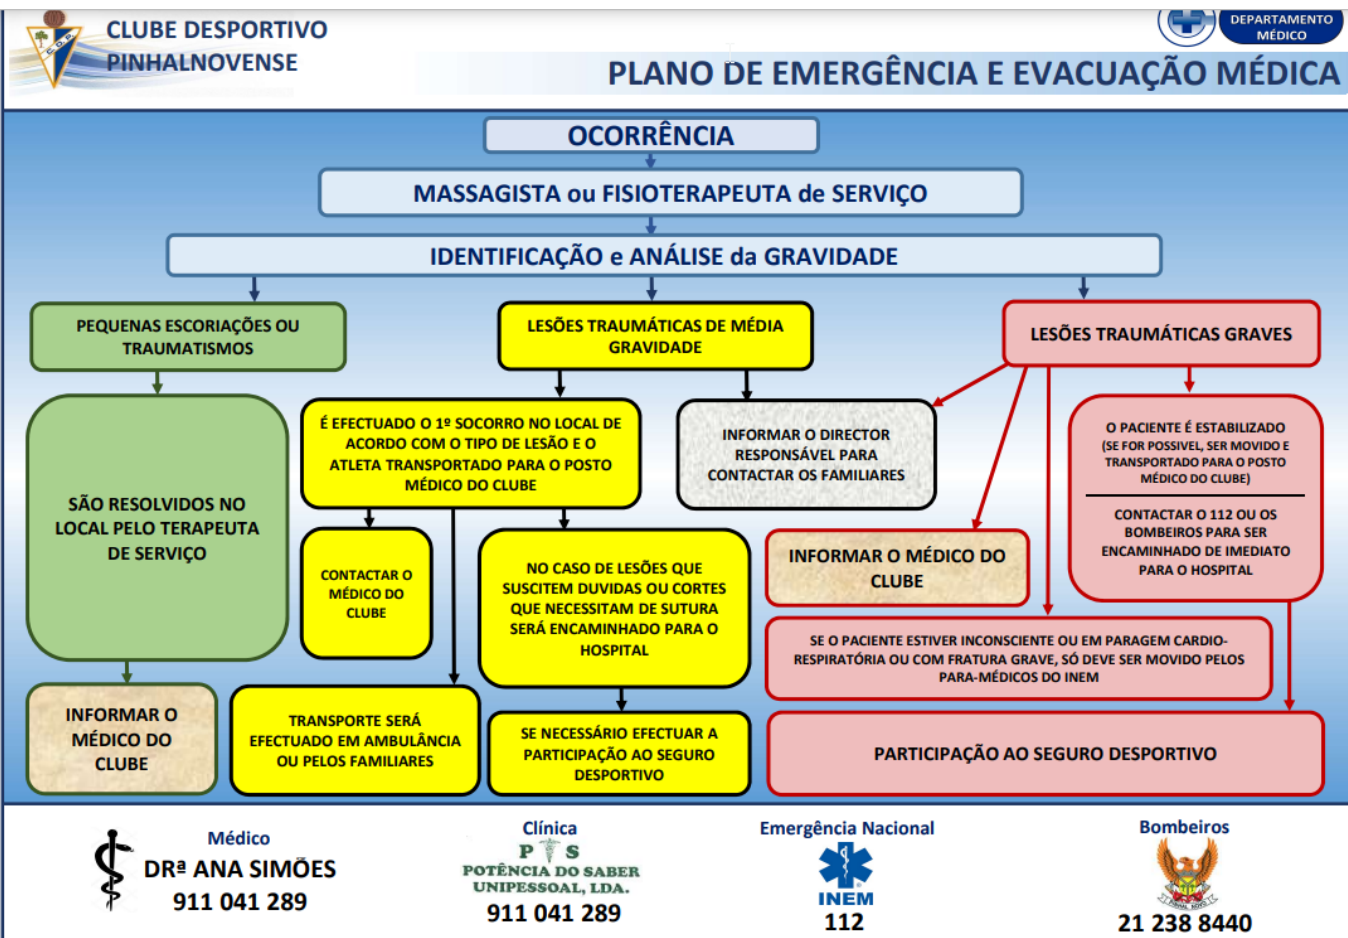 CLUBE DESPORTIVO
PINHALNOVENSE
C.D.P.
DEPARTAMENTO
MÉDICO
PLANO DE EMERGÊNCIA E EVACUAÇÃO MÉDICA
OCORRÊNCIA
MASSAGISTA ou FISIOTERAPEUTA de SERVIÇO
IDENTIFICAÇÃO e ANÁLISE da GRAVIDADE
PEQUENAS ESCORIAÇÕES OU
TRAUMATISMOS
SÃO RESOLVIDOS NO
LOCAL PELO TERAPEUTA
DE SERVIÇO
INFORMAR O
MÉDICO DO
CLUBE
LESÕES TRAUMÁTICAS DE MÉDIA
GRAVIDADE
É EFECTUADO O 1º SOCORRO NO LOCAL DE
ACORDO COM O TIPO DE LESÃO E O
ATLETA TRANSPORTADO PARA O POSTO
MÉDICO DO CLUBE
CONTACTAR O
MÉDICO DO
CLUBE
TRANSPORTE SERÁ
EFECTUADO EM AMBULÂNCIA
OU PELOS FAMILIARES
NO CASO DE LESÕES QUE
SUSCITEM DUVIDAS OU CORTES
QUE NECESSITAM DE SUTURA
SERÁ ENCAMINHADO PARA O
HOSPITAL
SE NECESSÁRIO EFECTUAR A
PARTICIPAÇÃO AO SEGURO
DESPORTIVO
INFORMAR O DIRECTOR
RESPONSÁVEL PARA
CONTACTAR OS FAMILIARES
LESÕES TRAUMÁTICAS GRAVES
INFORMAR O MÉDICO DO
CLUBE
O PACIENTE É ESTABILIZADO
(SE FOR POSSIVEL, SER MOVIDO E
TRANSPORTADO PARA O POSTO
MÉDICO DO CLUBE)
CONTACTAR O 112 OU OS
BOMBEIROS PARA SER
ENCAMINHADO DE IMEDIATO
PARA O HOSPITAL
SE O PACIENTE ESTIVER INCONSCIENTE OU EM PARAGEM CARDIO-
RESPIRATÓRIA OU COM FRATURA GRAVE, SÓ DEVE SER MOVIDO PELOS
PARA-MÉDICOS DO INEM
PARTICIPAÇÃO AO SEGURO DESPORTIVO
Médico
DRª ANA SIMÕES
911 041 289
Clínica
P S
POTÊNCIA DO SABER
UNIPESSOAL, LDA.
911 041 289
Emergência Nacional
INEM
112
Bombeiros
PINHAL NOVO
21 238 8440